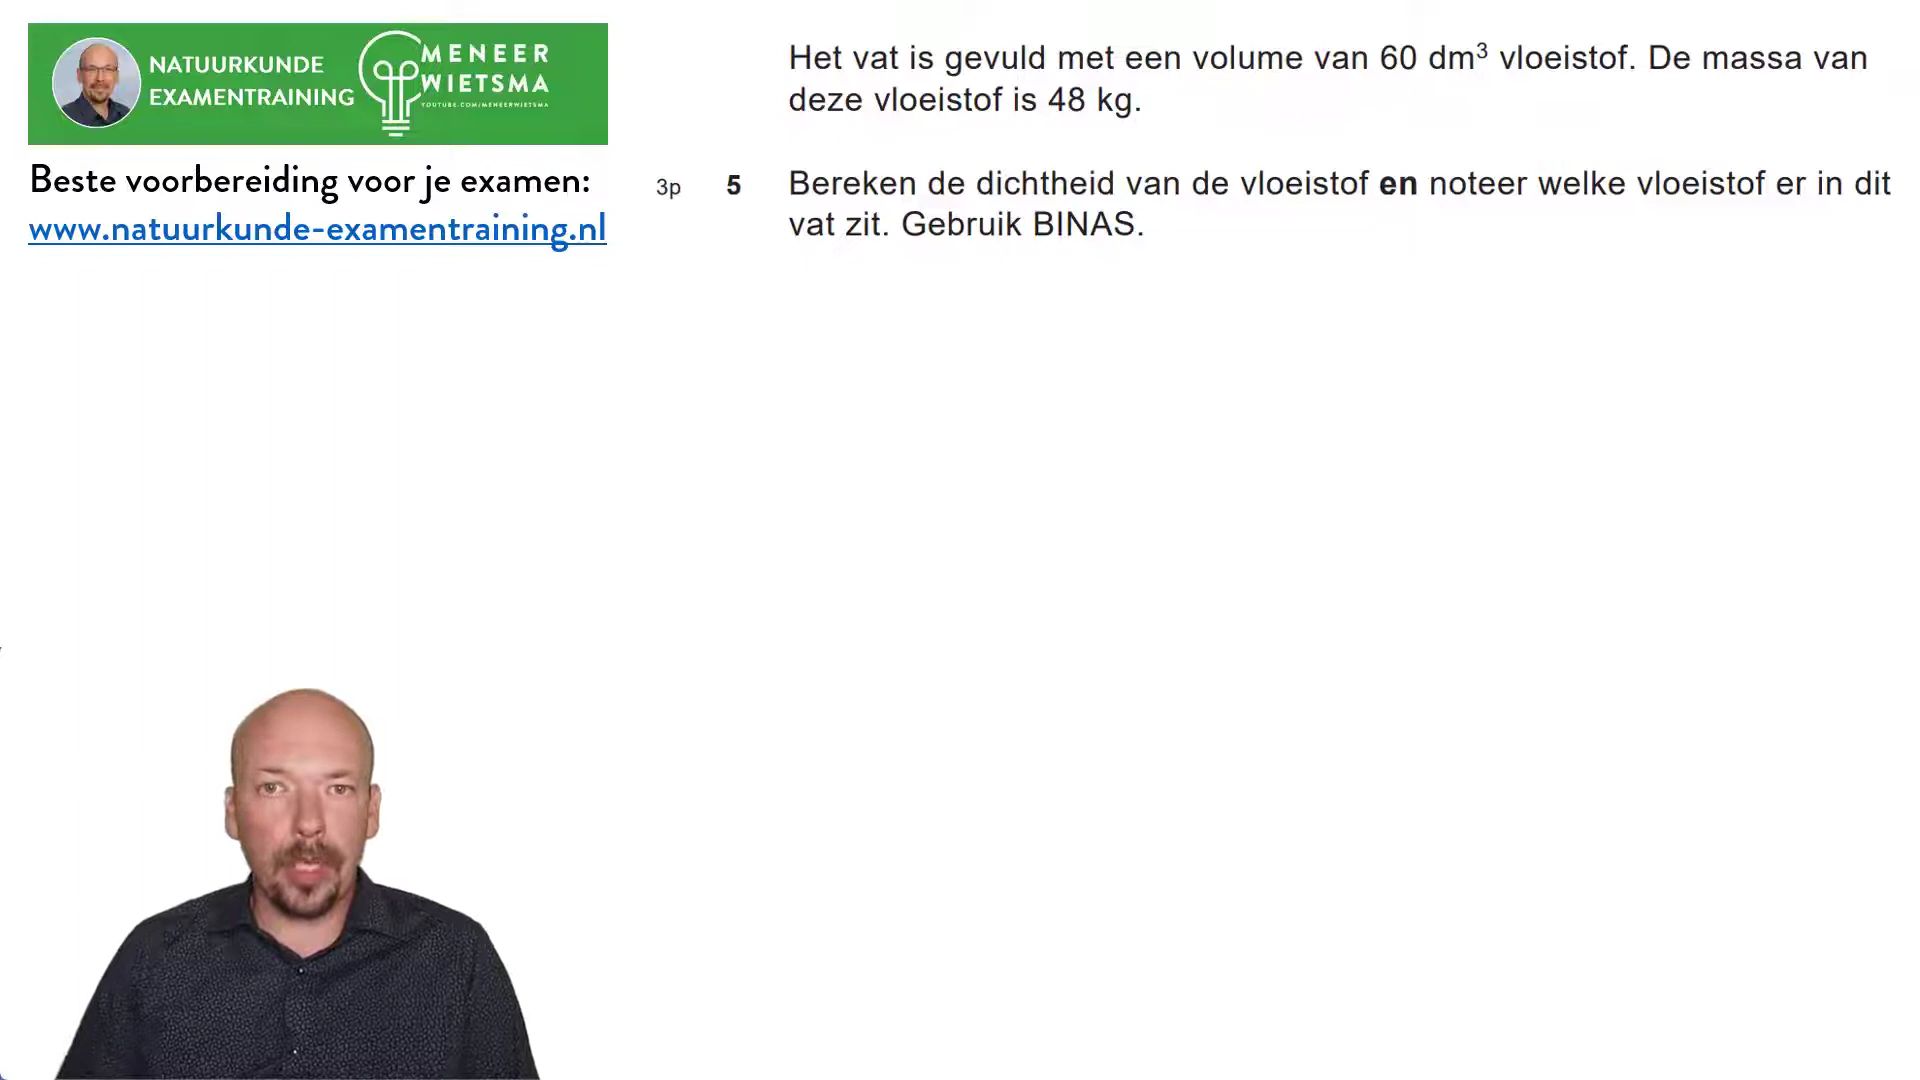 NATUURKUNDE
EXAMENTRAINING
MENEER
WIETSMA
YOUTUBE.COM/MENEERWIETSMA
Beste voorbereiding voor je examen:
www.natuurkunde-examentraining.nl
Het vat is gevuld met een volume van 60 dm³ vloeistof. De massa van
deze vloeistof is 48 kg.
3p 5 Bereken de dichtheid van de vloeistof en noteer welke vloeistof er in dit
vat zit. Gebruik BINAS.